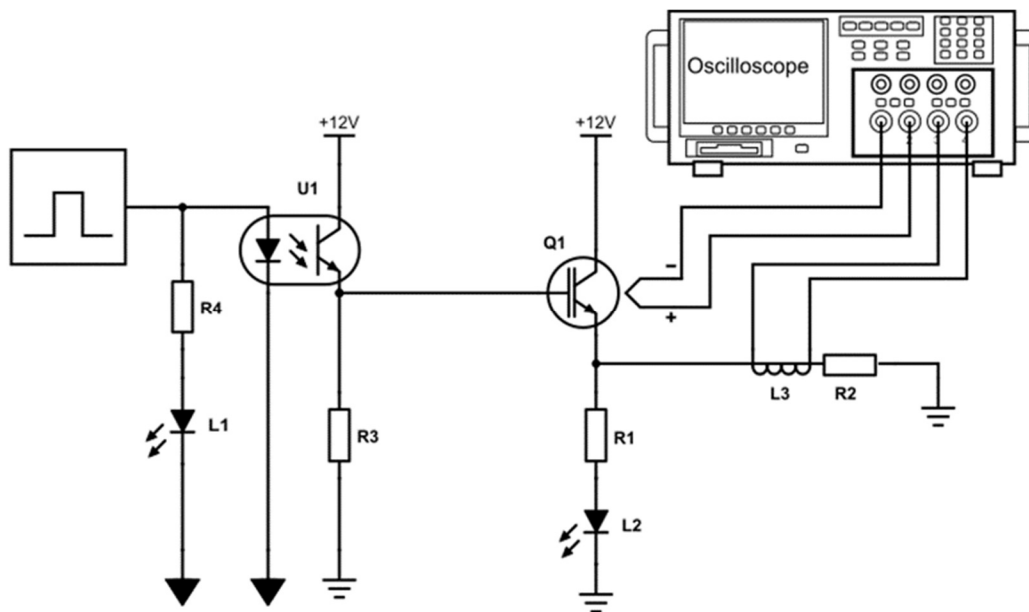 Oscilloscope
+12V
+12V
U1
Q1
−
+
R4
L1
R3
R1
L2
L3
R2